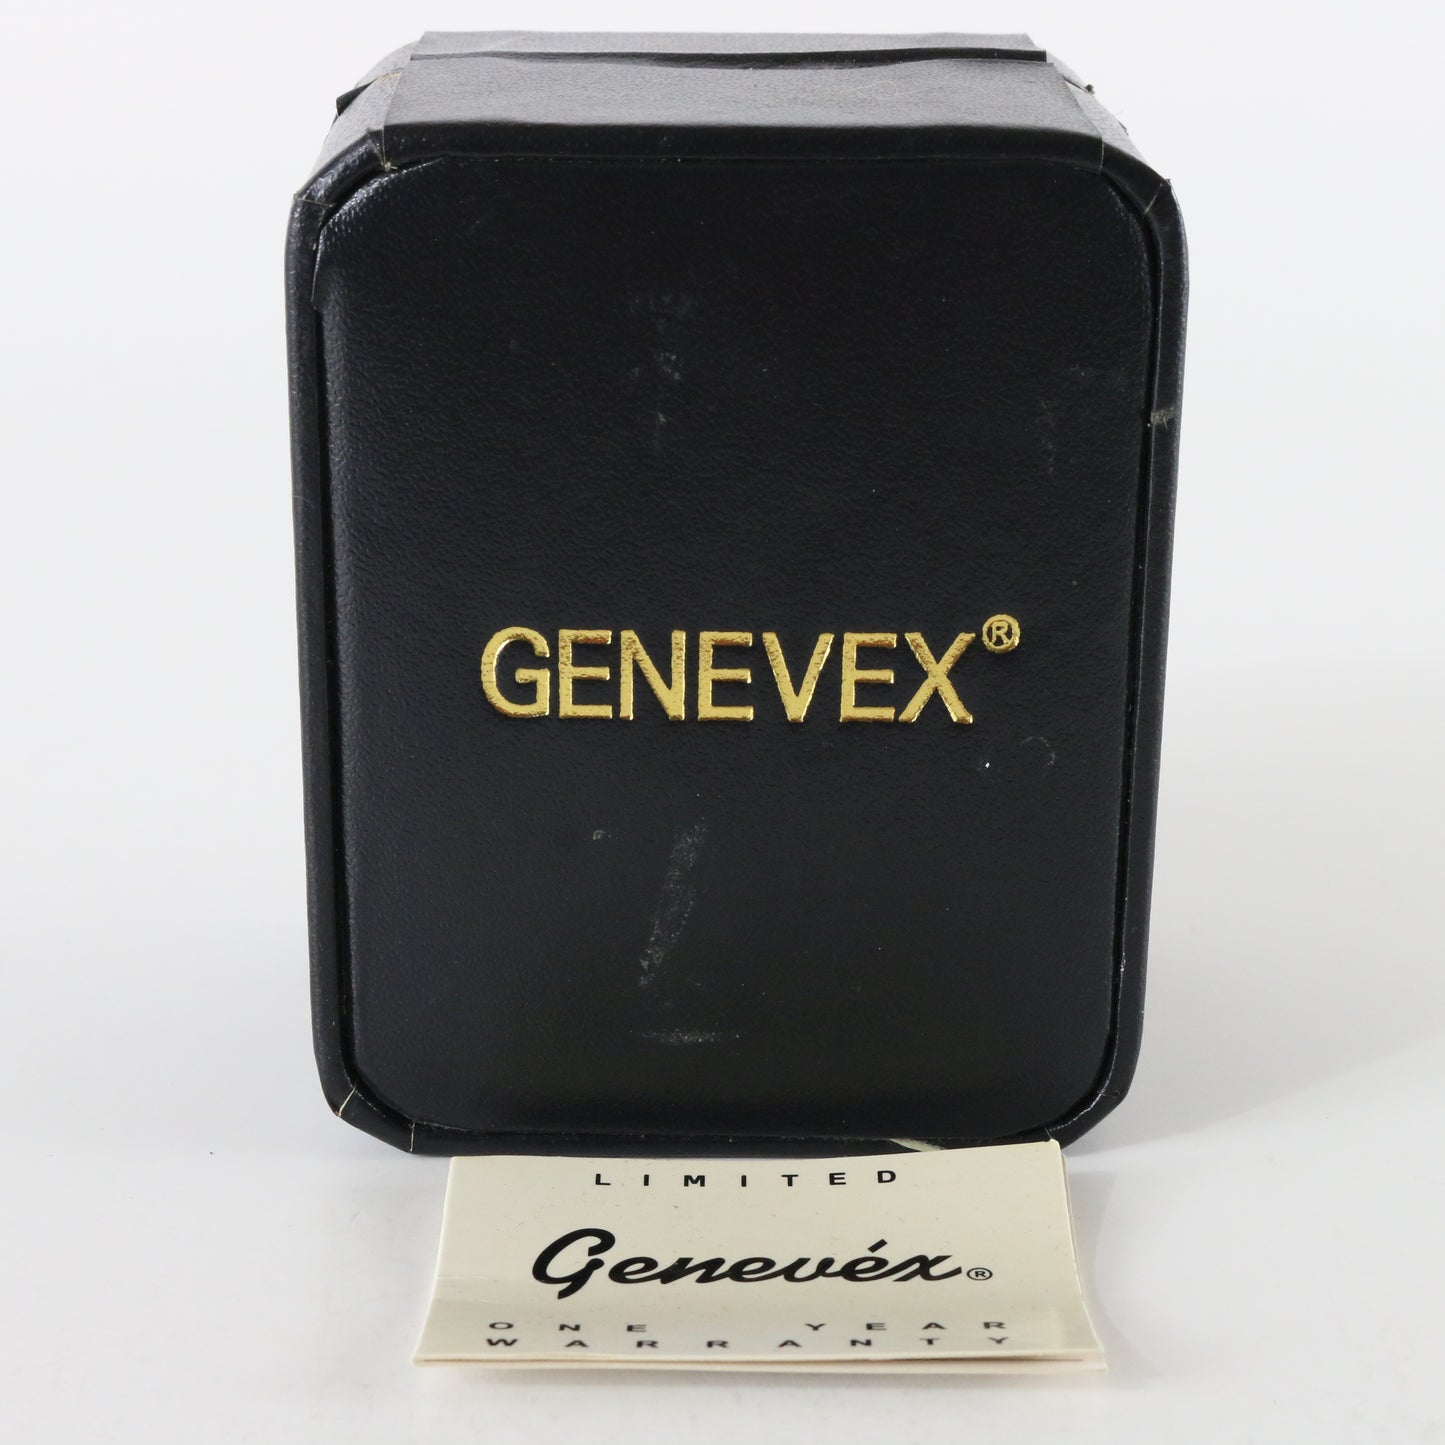 GENEVEX®
LIMITED
Genevéx®
ONE YEAR
WARRANTY